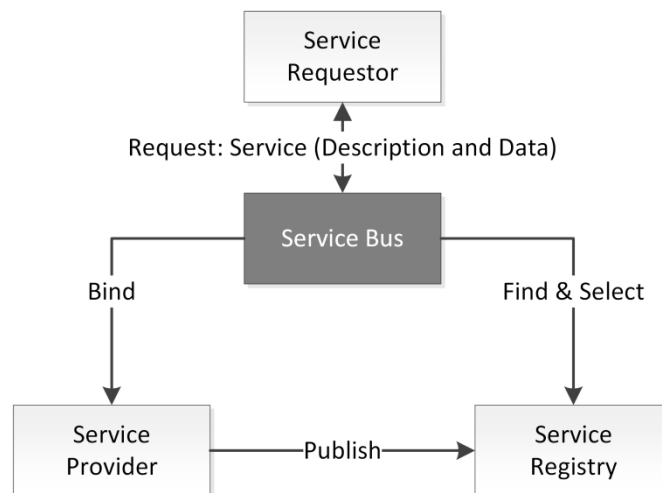 Service
Requestor
Request: Service (Description and Data)
Service Bus
Bind
Find & Select
Service
Provider
Publish
Service
Registry